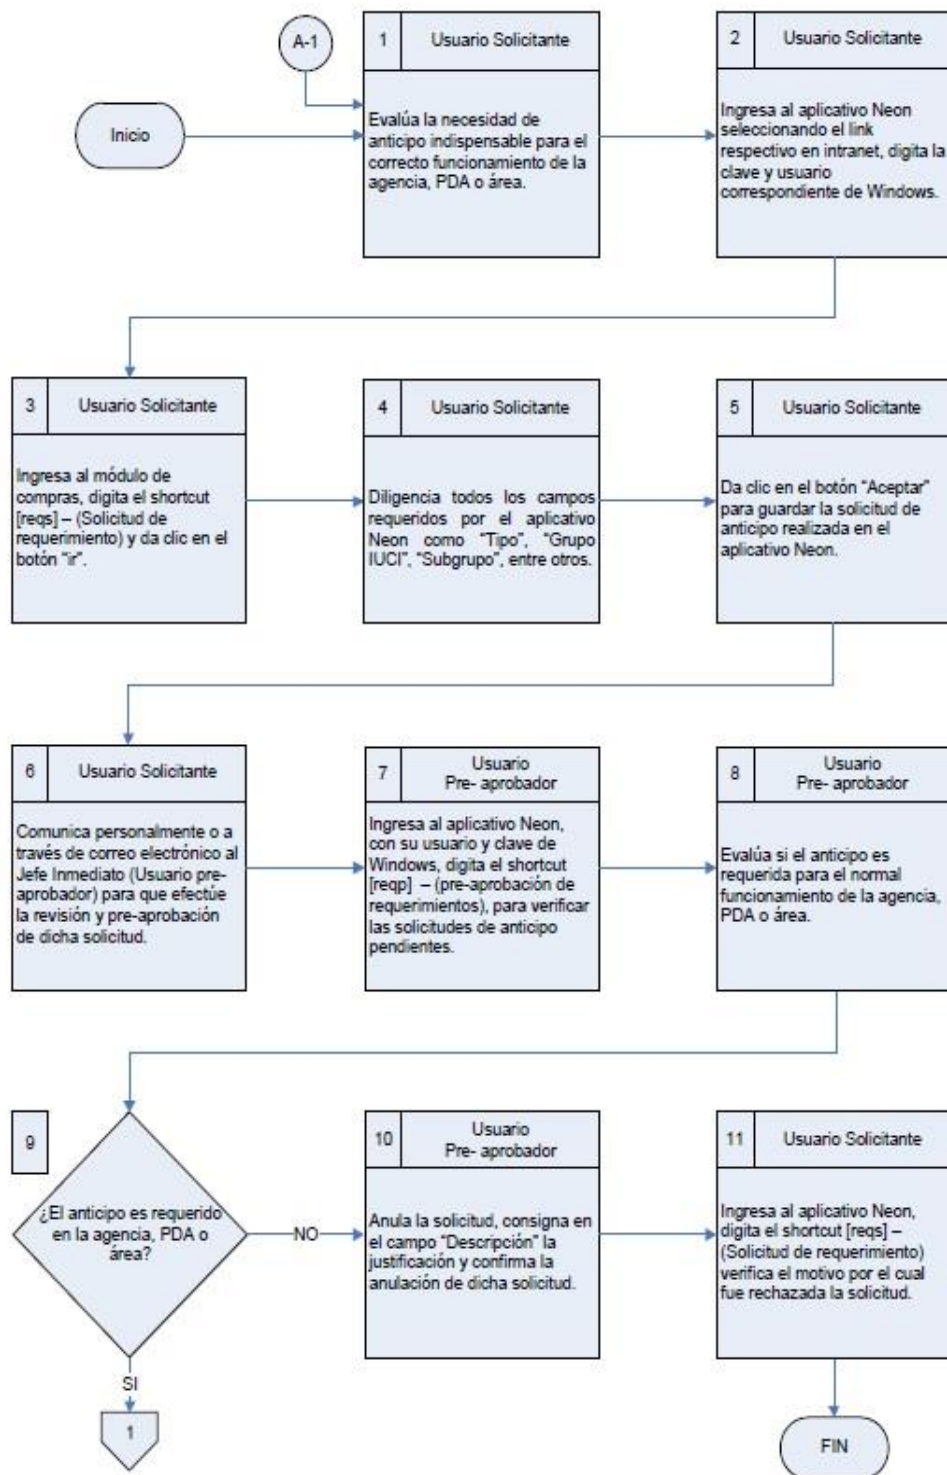 A-1
1
Usuario Solicitante
2
Usuario Solicitante
Inicio
Evalúa la necesidad de
anticipo indispensable para el
correcto funcionamiento de la
agencia, PDA o área.
Ingresa al aplicativo Neon
seleccionando el link
respectivo en intranet, digita la
clave y usuario
correspondiente de Windows.
3
Usuario Solicitante
4
Usuario Solicitante
5
Usuario Solicitante
Ingresa al módulo de
compras, digita el shortcut
[reqs] – (Solicitud de
requerimiento) y da clic en el
botón “ir”.
Diligencia todos los campos
requeridos por el aplicativo
Neon como “Tipo”, “Grupo
IUCI”, “Subgrupo”, entre otros.
Da clic en el botón “Aceptar”
para guardar la solicitud de
anticipo realizada en el
aplicativo Neon.
6
Usuario Solicitante
7
Usuario
Pre- aprobador
8
Usuario
Pre- aprobador
Comunica personalmente o a
través de correo electrónico al
Jefe Inmediato (Usuario pre-
aprobador) para que efectúe
la revisión y pre-aprobación
de dicha solicitud.
Ingresa al aplicativo Neon,
con su usuario y clave de
Windows, digita el shortcut
[reqp] – (pre-aprobación de
requerimientos), para verificar
las solicitudes de anticipo
pendientes.
Evalúa si el anticipo es
requerida para el normal
funcionamiento de la agencia,
PDA o área.
9
¿El anticipo es requerido
en la agencia, PDA o
área?
NO
SI
1
10
Usuario
Pre- aprobador
11
Usuario Solicitante
Anula la solicitud, consigna en
el campo “Descripción” la
justificación y confirma la
anulación de dicha solicitud.
Ingresa al aplicativo Neon,
digita el shortcut [reqs] –
(Solicitud de requerimiento)
verifica el motivo por el cual
fue rechazada la solicitud.
FIN